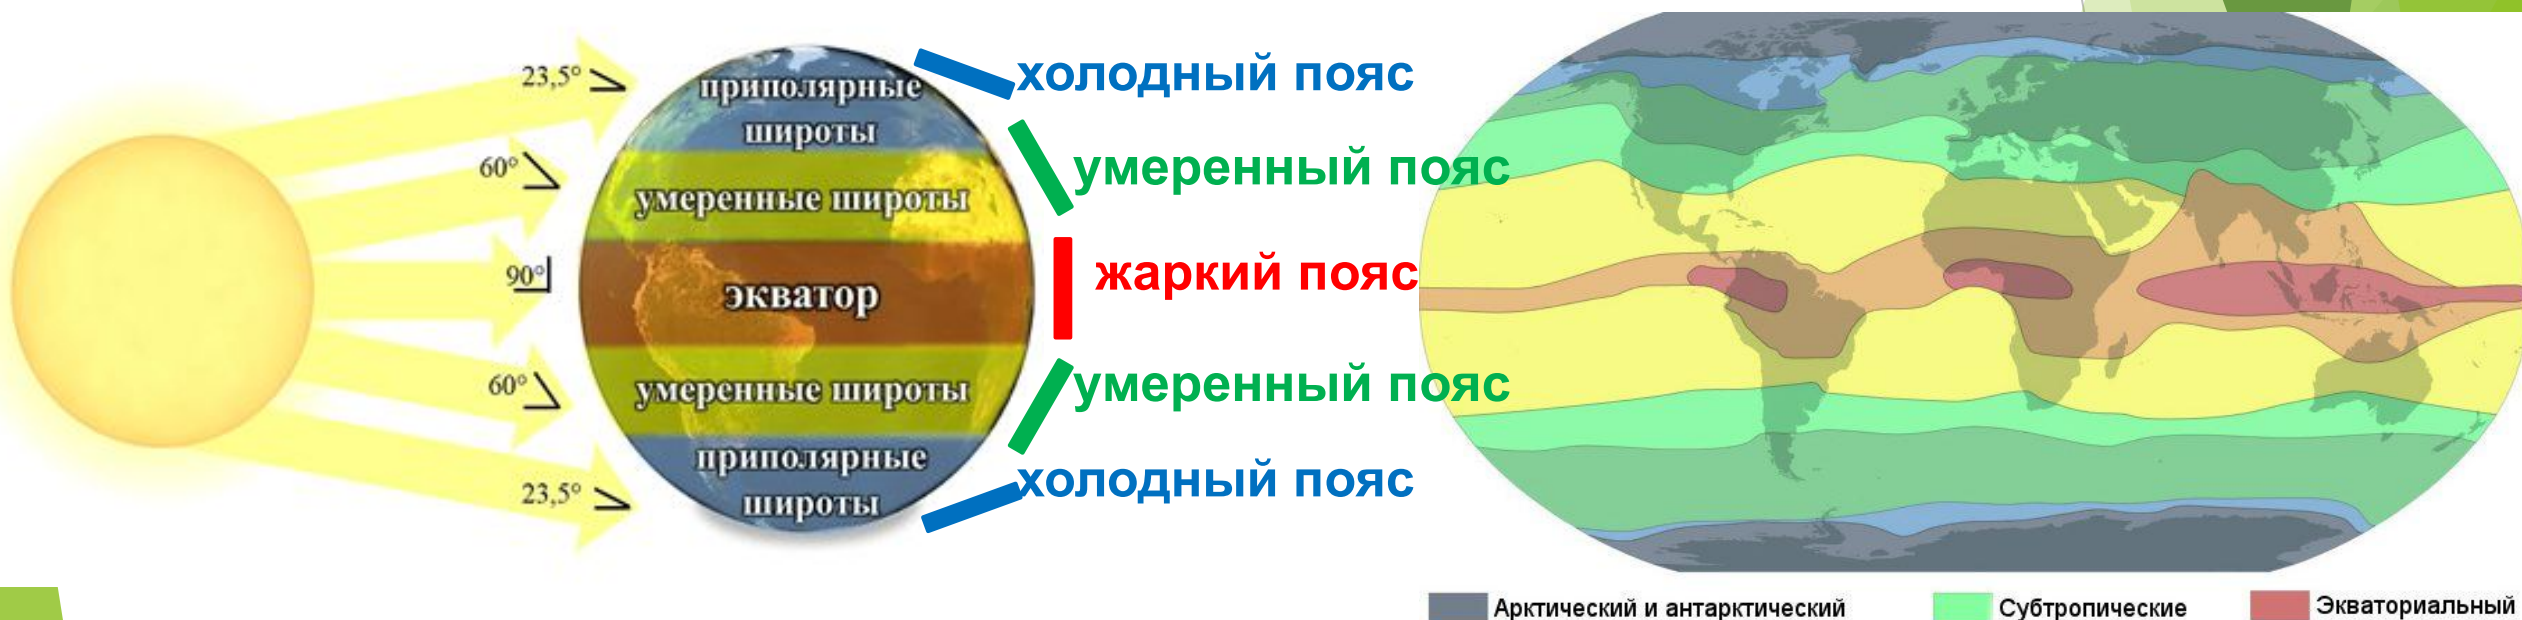 23,5°
60°
90°
60°
23,5°
приполярные
широты
умеренные широты
экватор
умеренные широты
приполярные
широты
холодный пояс
умеренный пояс
жаркий пояс
умеренный пояс
холодный пояс
Арктический и антарктический
Субтропические
Экваториальный